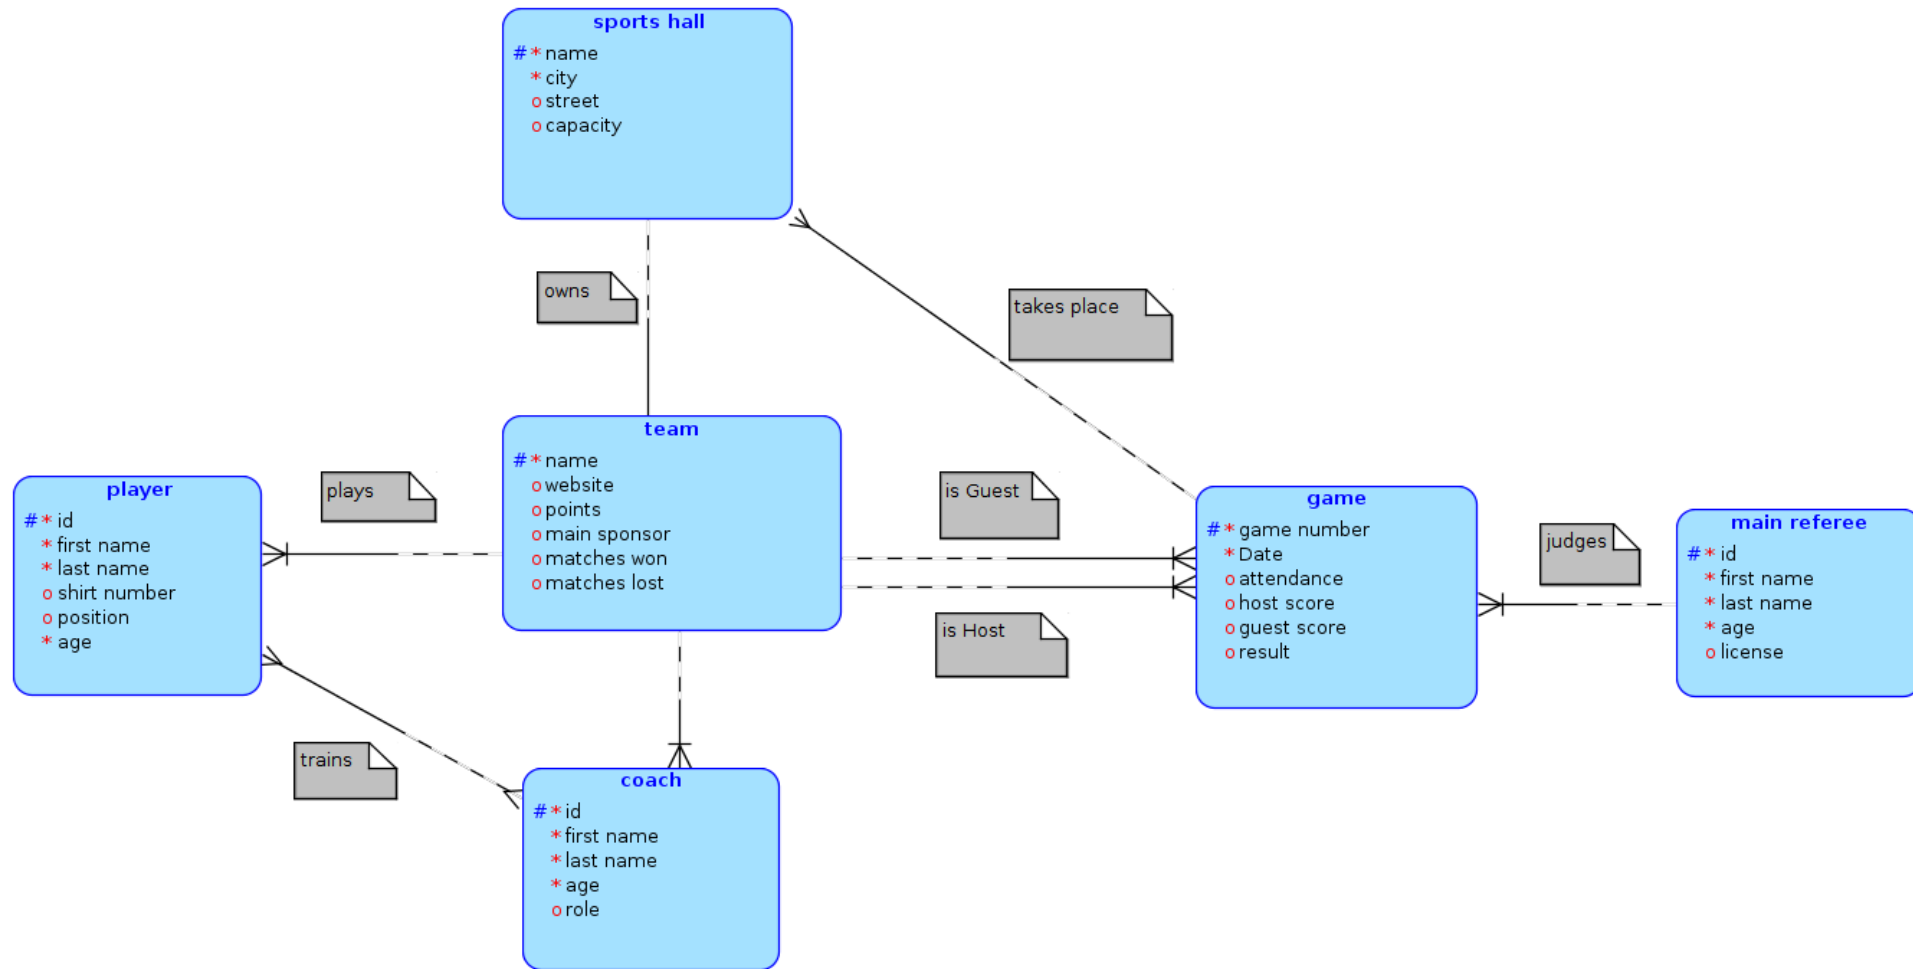 sports hall
# * name
* city
o street
o capacity
owns
takes place
team
# * name
o website
o points
o main sponsor
o matches won
o matches lost
plays
player
# * id
* first name
* last name
o shirt number
o position
* age
is Guest
is Host
game
# * game number
* Date
o attendance
o host score
o guest score
o result
judges
main referee
# * id
* first name
* last name
* age
o license
trains
coach
# * id
* first name
* last name
* age
o role